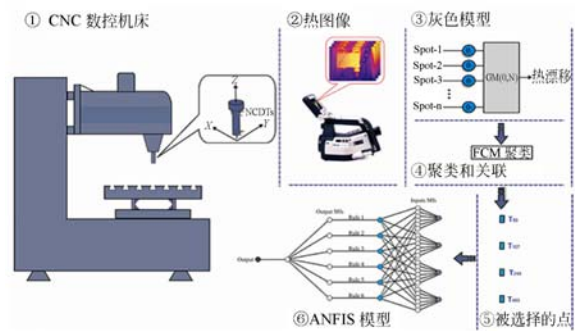 ① CNC 数控机床
Z
NCDTs
X
Y
②热图像
③灰色模型
Spot-1
Spot-2
Spot-3
Spot-n
GM(0,N)
热漂移
FCM 聚类
④聚类和关联
⑤被选择的点
Inputs Mfs
Output Mfs
Rule 1
Rule 2
Rule 3
Rule 4
Rule 5
Rule 6
Output
⑥ANFIS 模型